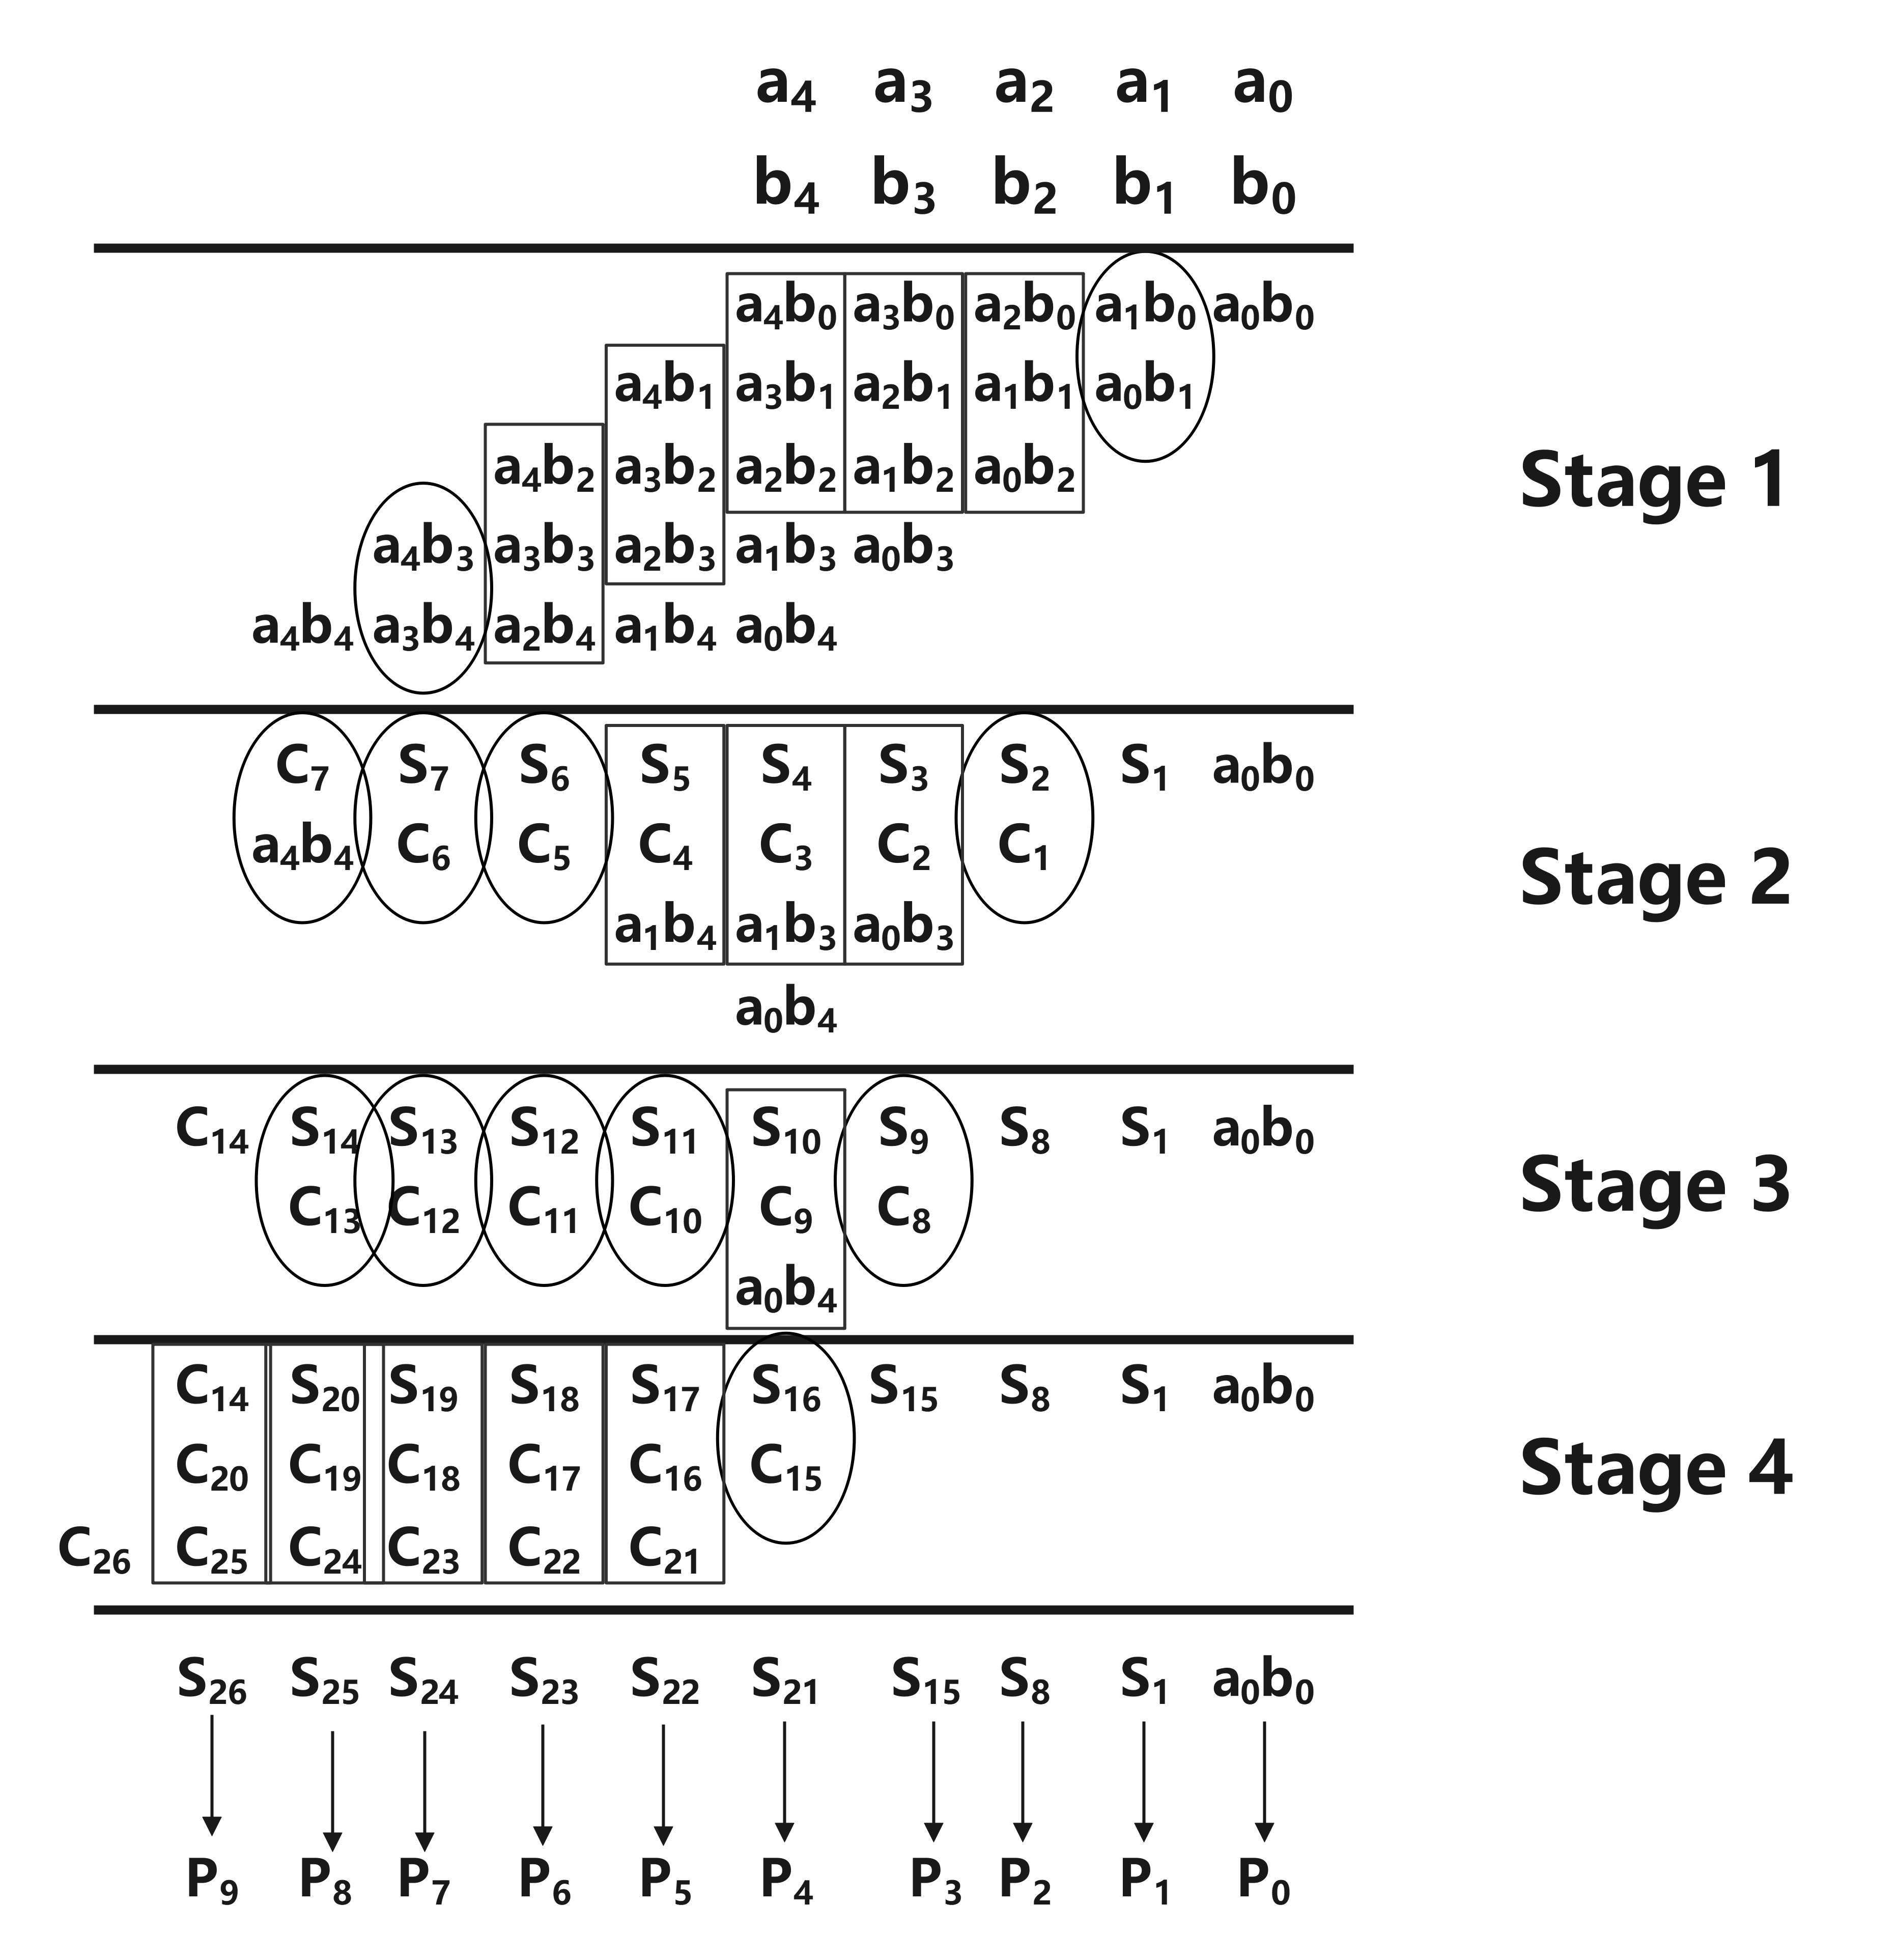 a₄ a₃ a₂ a₁ a₀
b₄ b₃ b₂ b₁ b₀
a₄b₀ a₃b₀ a₂b₀ a₁b₀ a₀b₀
a₄b₁ a₃b₁ a₂b₁ a₁b₁ a₀b₁
a₄b₂ a₃b₂ a₂b₂ a₁b₂ a₀b₂
Stage 1
a₄b₃ a₃b₃ a₂b₃ a₁b₃ a₀b₃
a₄b₄ a₃b₄ a₂b₄ a₁b₄ a₀b₄
C₇ S₇ S₆ S₅ S₄ S₃ S₂ S₁ a₀b₀
a₄b₄ C₆ C₅ C₄ C₃ C₂ C₁
Stage 2
a₁b₄ a₁b₃ a₀b₃
a₀b₄
C₁₄ S₁₄ S₁₃ S₁₂ S₁₁ S₁₀ S₉ S₈ S₁ a₀b₀
Stage 3
C₁₃ C₁₂ C₁₁ C₁₀ C₉ C₈
a₀b₄
C₁₄ S₂₀ S₁₉ S₁₈ S₁₇ S₁₆ S₁₅ S₈ S₁ a₀b₀
C₂₀ C₁₉ C₁₈ C₁₇ C₁₆ C₁₅
Stage 4
C₂₆ C₂₅ C₂₄ C₂₃ C₂₂ C₂₁
S₂₆ S₂₅ S₂₄ S₂₃ S₂₂ S₂₁ S₁₅ S₈ S₁ a₀b₀
P₉ P₈ P₇ P₆ P₅ P₄ P₃ P₂ P₁ P₀